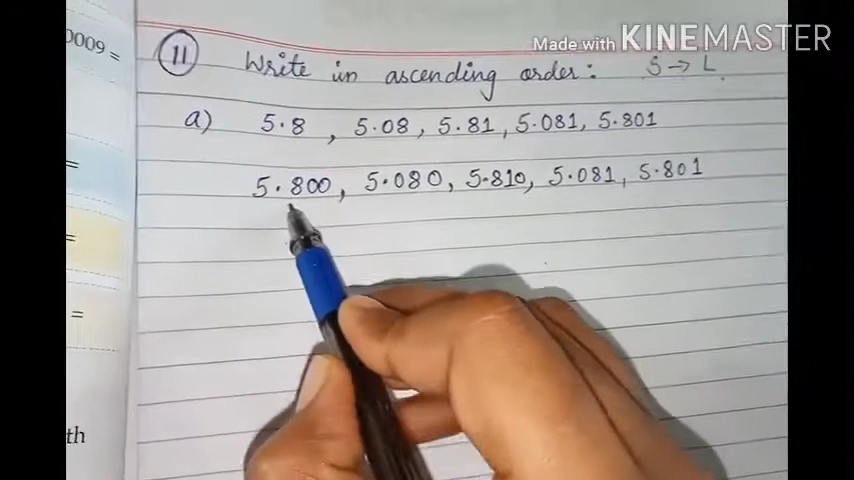 0009 =
Made with KINEMASTER
11 Write in ascending order: S → L
a) 5.8, 5.08, 5.81, 5.081, 5.801
=
5.800, 5.080, 5.810, 5.081, 5.801
=
=
th